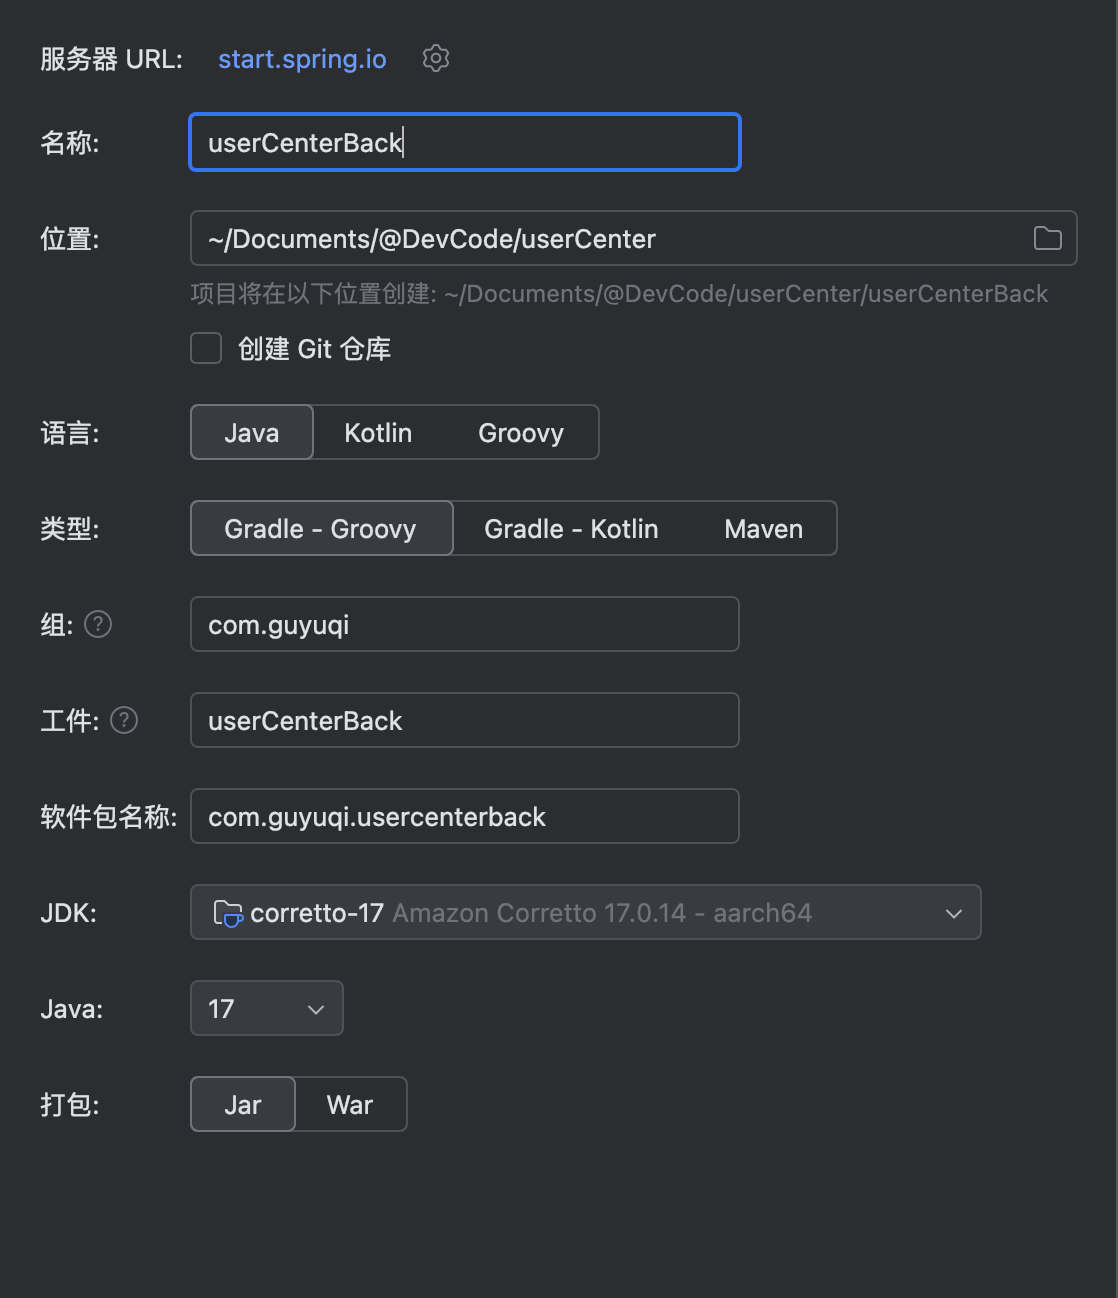 服务器 URL: start.spring.io
名称: userCenterBack
位置: ~/Documents/@DevCode/userCenter
项目将在以下位置创建: ~/Documents/@DevCode/userCenter/userCenterBack
创建 Git 仓库
语言: Java Kotlin Groovy
类型: Gradle - Groovy Gradle - Kotlin Maven
组: ? com.guyuqi
工件: ? userCenterBack
软件包名称: com.guyuqi.usercenterback
JDK: corretto-17 Amazon Corretto 17.0.14 - aarch64
Java: 17
打包: Jar War